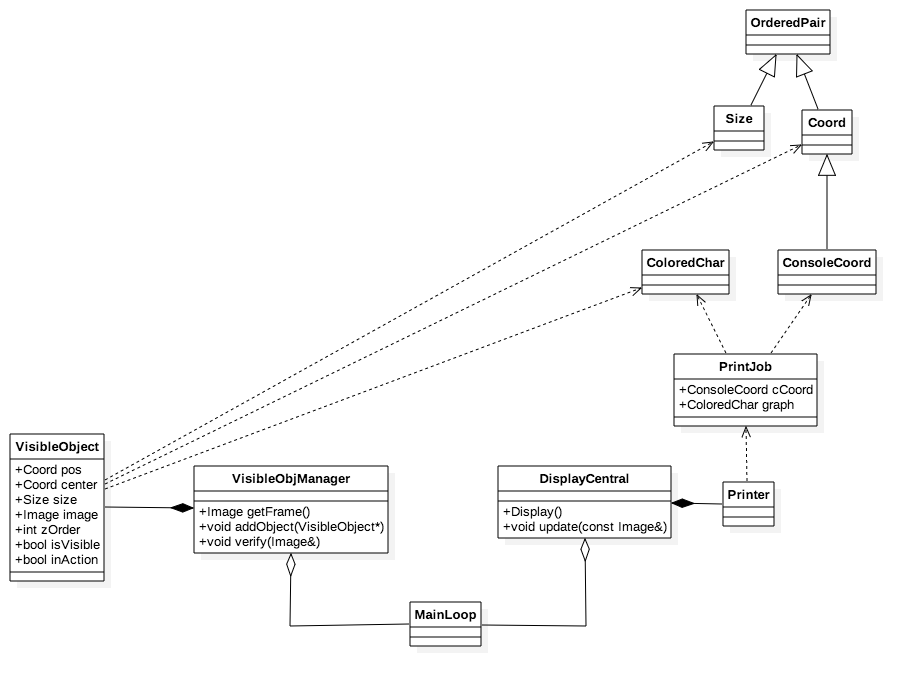 OrderedPair
Size
Coord
ColoredChar
ConsoleCoord
PrintJob
+ConsoleCoord cCoord
+ColoredChar graph
VisibleObject
+Coord pos
+Coord center
+Size size
+Image image
+int zOrder
+bool isVisible
+bool inAction
VisibleObjManager
+Image getFrame()
+void addObject(VisibleObject*)
+void verify(Image&)
DisplayCentral
+Display()
+void update(const Image&)
Printer
MainLoop